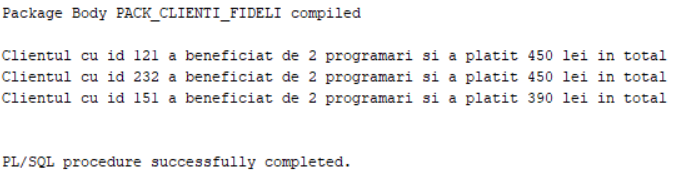 Package Body PACK_CLIENTI_FIDELI compiled
Clientul cu id 121 a beneficiat de 2 programari si a platit 450 lei in total
Clientul cu id 232 a beneficiat de 2 programari si a platit 450 lei in total
Clientul cu id 151 a beneficiat de 2 programari si a platit 390 lei in total
PL/SQL procedure successfully completed.